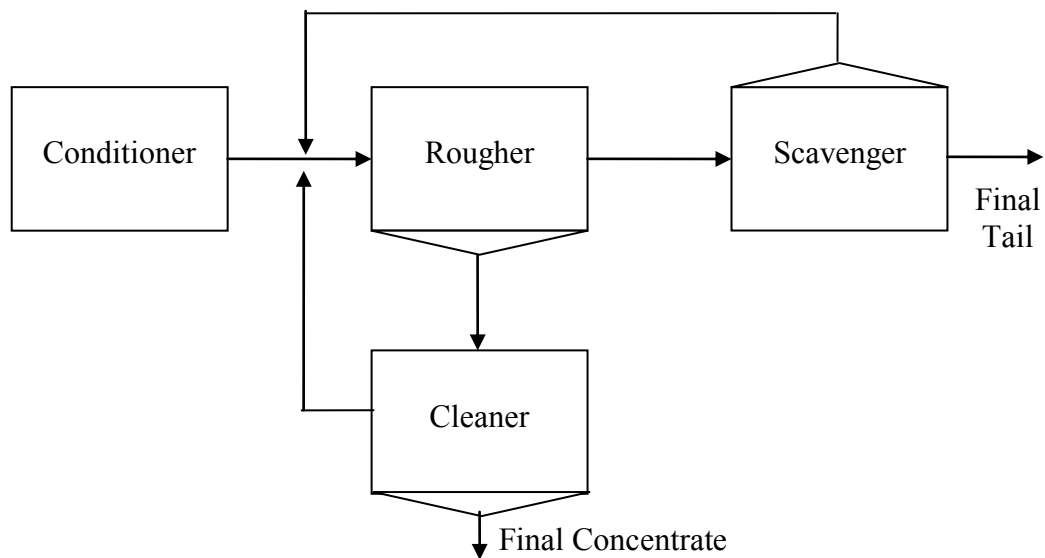 Conditioner
Rougher
Scavenger
Final
Tail
Cleaner
Final Concentrate